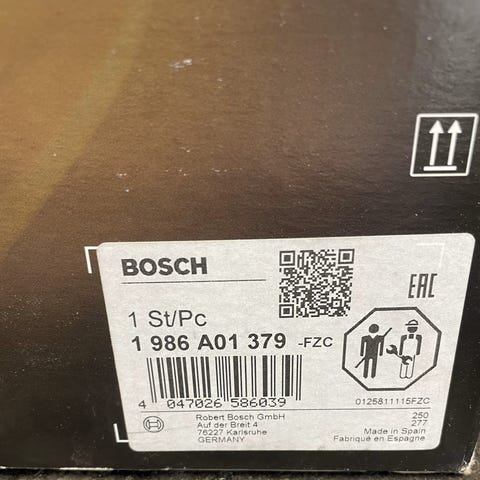 BOSCH
EAC
1 St/Pc
1 986 A01 379 -FZC
4 047026 586039
0125811115FZC
Robert Bosch GmbH
Auf der Breit 4
76227 Karlsruhe
GERMANY
250
277
Made in Spain
Fabriqué en Espagne